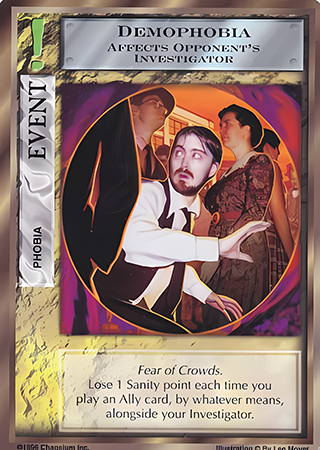 DEMOPHOBIA
AFFECTS OPPONENT'S
INVESTIGATOR
!
EVENT
PHOBIA
Fear of Crowds.
Lose 1 Sanity point each time you
play an Ally card, by whatever means,
alongside your Investigator.
Chaosium Inc.
Illustration © By Lee Moyer